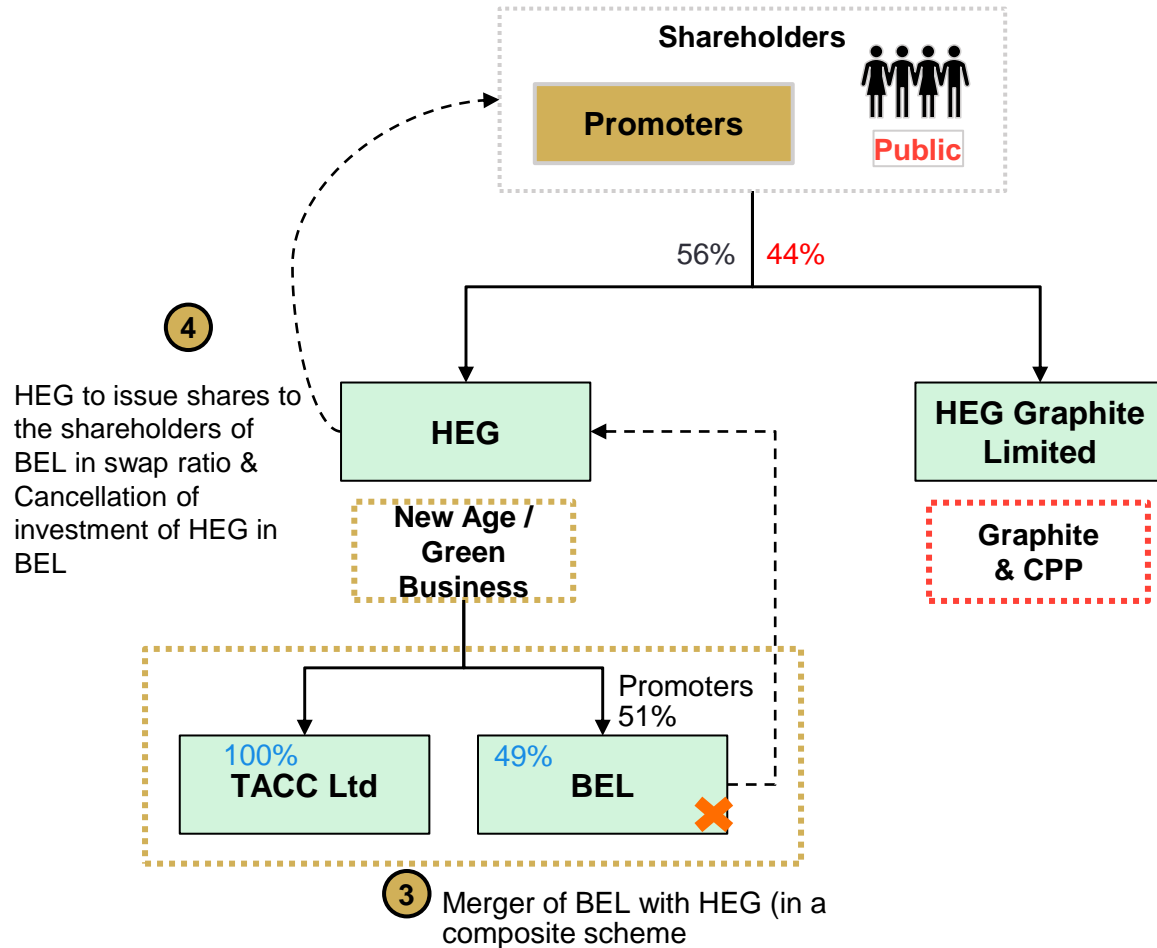 Shareholders
Promoters
Public
56%
44%
4
HEG to issue shares to
the shareholders of
BEL in swap ratio &
Cancellation of
investment of HEG in
BEL
HEG
HEG Graphite
Limited
New Age /
Green
Business
Graphite
& CPP
Promoters
51%
100%
TACC Ltd
49%
BEL
3
Merger of BEL with HEG (in a
composite scheme